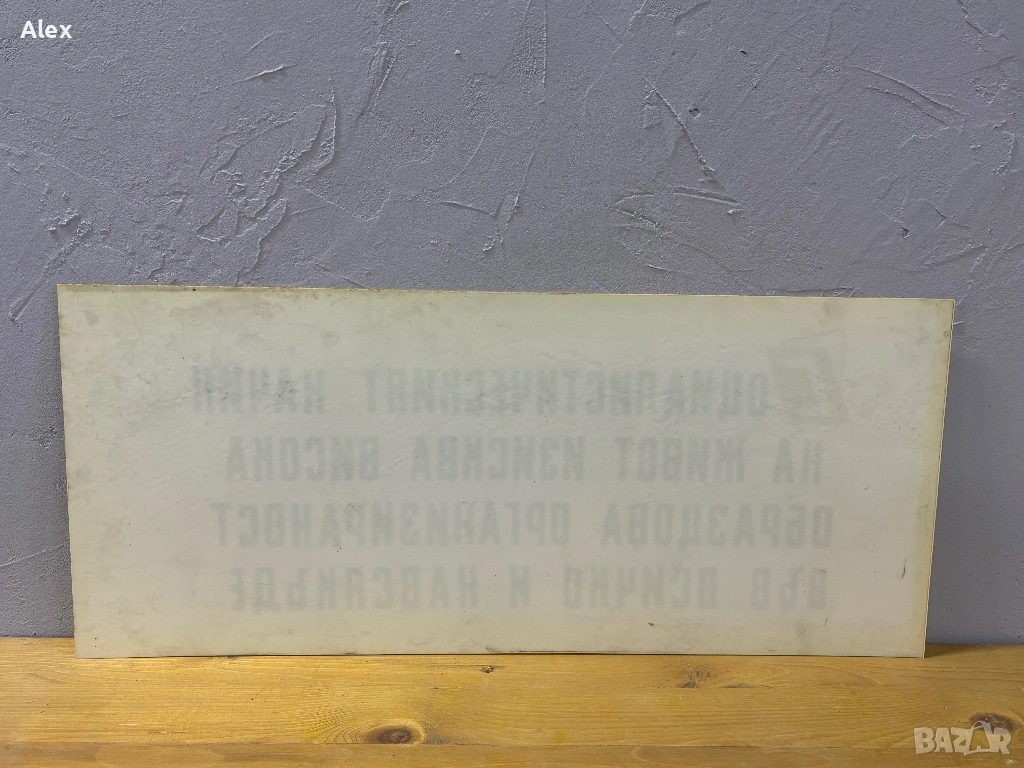 Alex
СОЦИАЛИСТИЧЕСКИЯТ НАЧИН
НА ЖИВОТ ИЗИСКВА ВИСОКА
ОБРАЗЦОВА ОРГАНИЗИРАНОСТ
ВЪВ ВСИЧКО И НАВСЯКЪДЕ
BAZAR